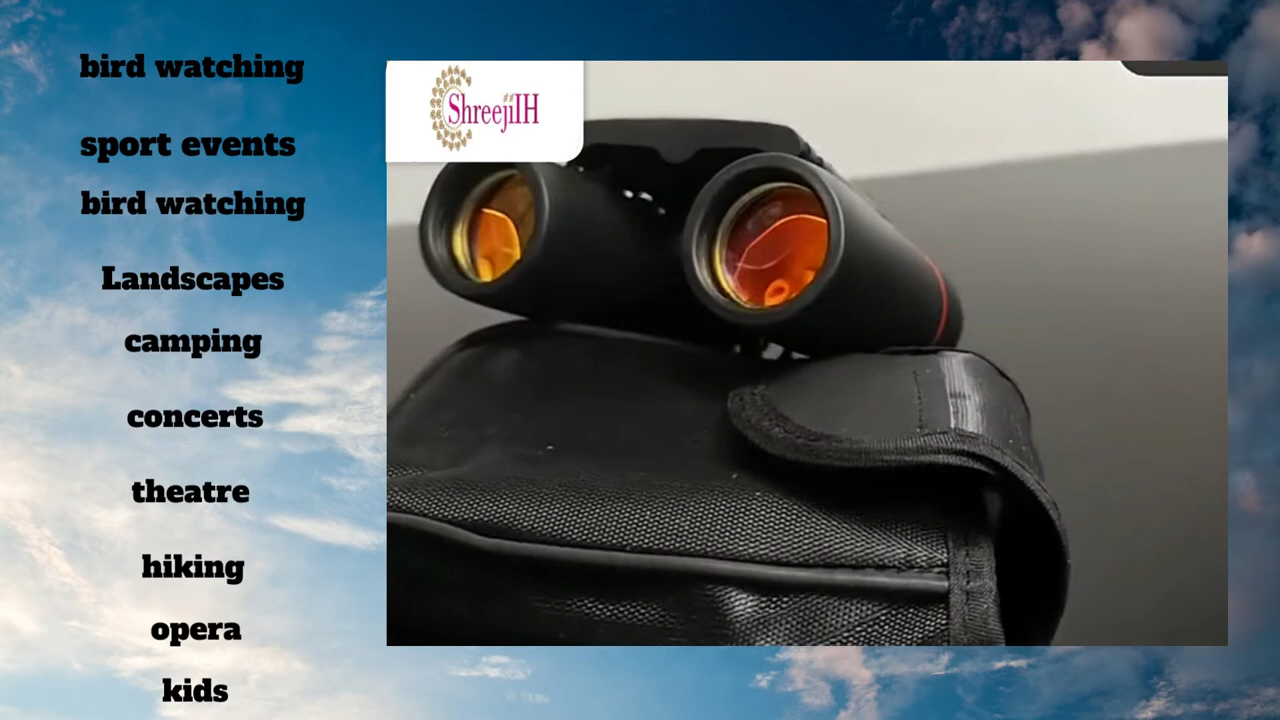 bird watching
sport events
bird watching
Landscapes
camping
concerts
theatre
hiking
opera
kids
ShreejiIH